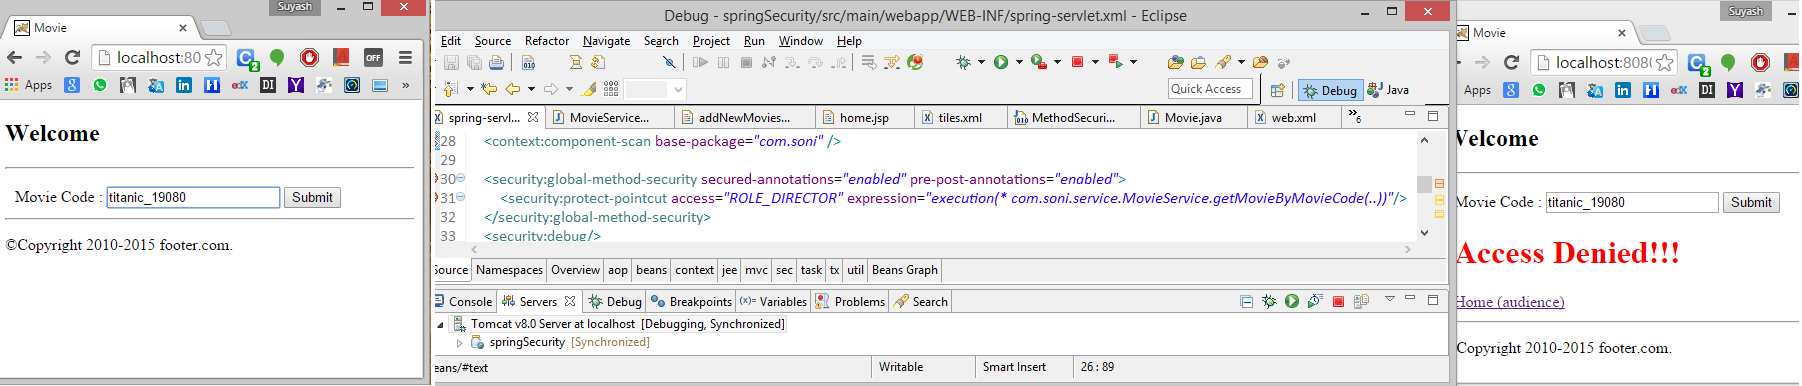 Suyash
Movie
localhost:80
OFF
Apps
edX
DI
»
Welcome
Movie Code : titanic_19080 Submit
©Copyright 2010-2015 footer.com.
Debug - springSecurity/src/main/webapp/WEB-INF/spring-servlet.xml - Eclipse
Edit Source Refactor Navigate Search Project Run Window Help
Quick Access Debug Java
spring-servl... MovieService... addNewMovies... home.jsp tiles.xml MethodSecuri... Movie.java web.xml »6
28 <context:component-scan base-package="com.soni" />
29
30 <security:global-method-security secured-annotations="enabled" pre-post-annotations="enabled">
31 <security:protect-pointcut access="ROLE_DIRECTOR" expression="execution(* com.soni.service.MovieService.getMovieByMovieCode(..))"/>
32 </security:global-method-security>
33 <security:debug/>
Source Namespaces Overview aop beans context jee mvc sec task tx util Beans Graph
Console Servers Debug Breakpoints (x)= Variables Problems Search
Tomcat v8.0 Server at localhost [Debugging, Synchronized]
springSecurity [Synchronized]
eans/#text Writable Smart Insert 26 : 89
Suyash
Movie
localhost:808
Apps
edX
DI
Welcome
Movie Code : titanic_19080 Submit
Access Denied!!!
Home (audience)
Copyright 2010-2015 footer.com.